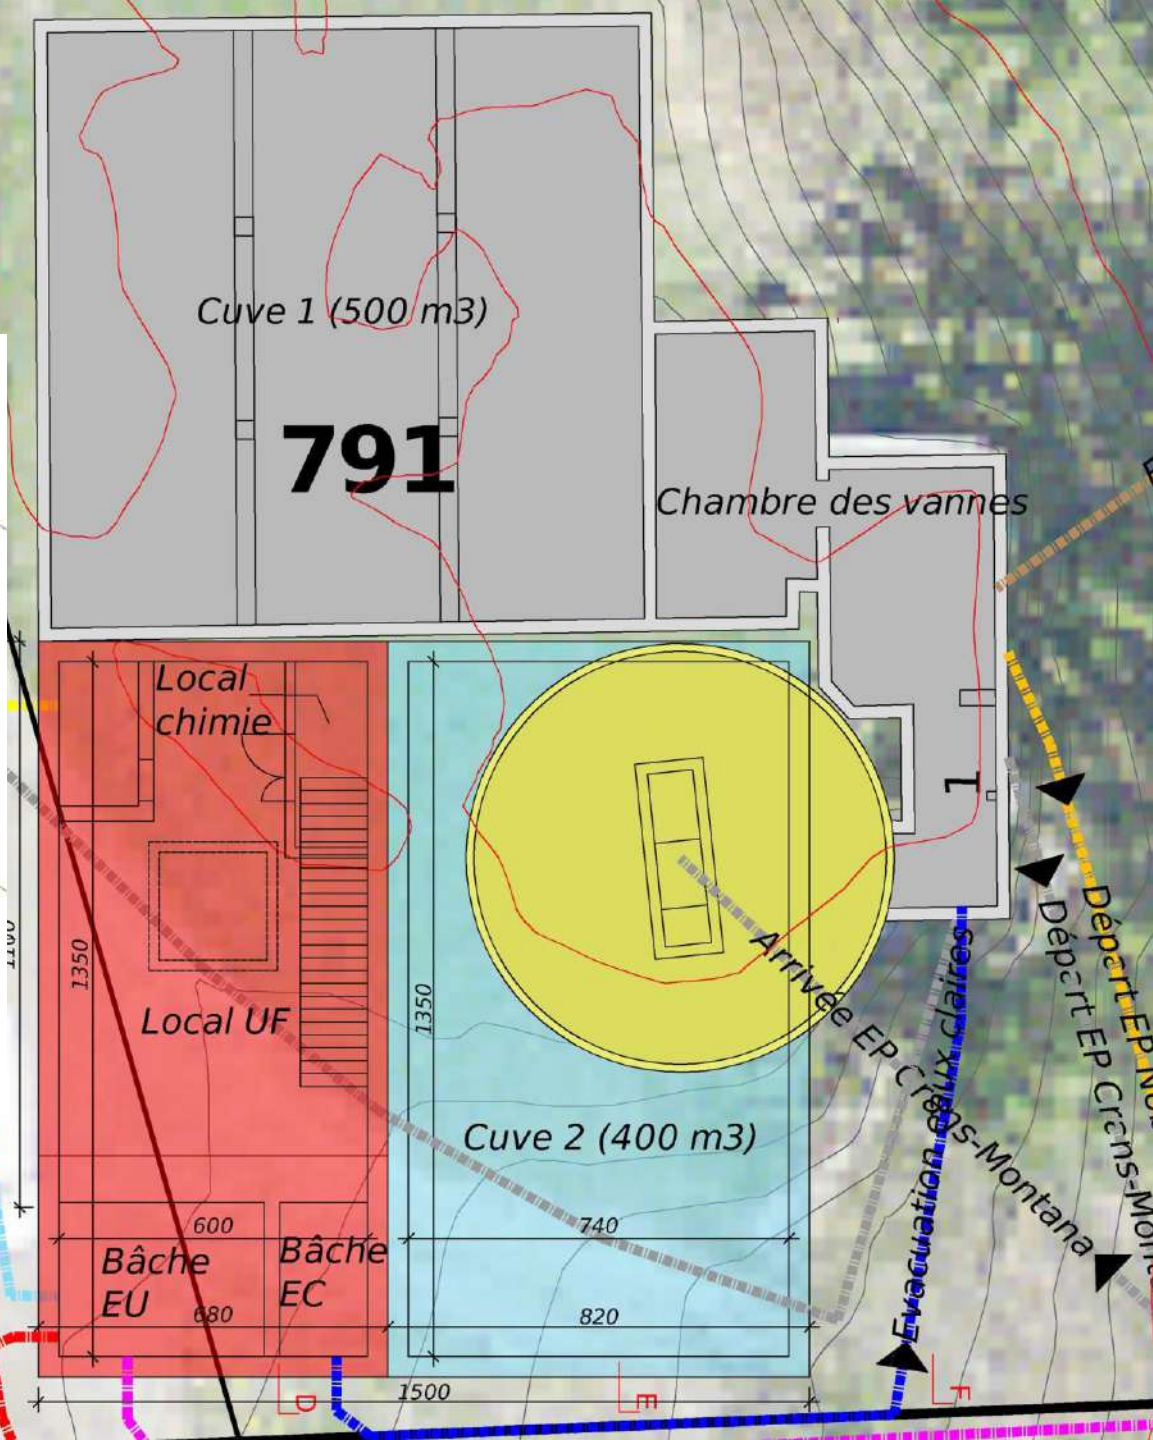 Cuve 1 (500 m3)
791
Chambre des vannes
Local
chimie
1
1100
1350
1350
Local UF
Arrivée EP Crans-Montana
Départ EP
Départ EP Crans-
Evacuation eaux claires
Cuve 2 (400 m3)
600
740
Bâche
EU
Bâche
EC
680
820
1500
D
E
F